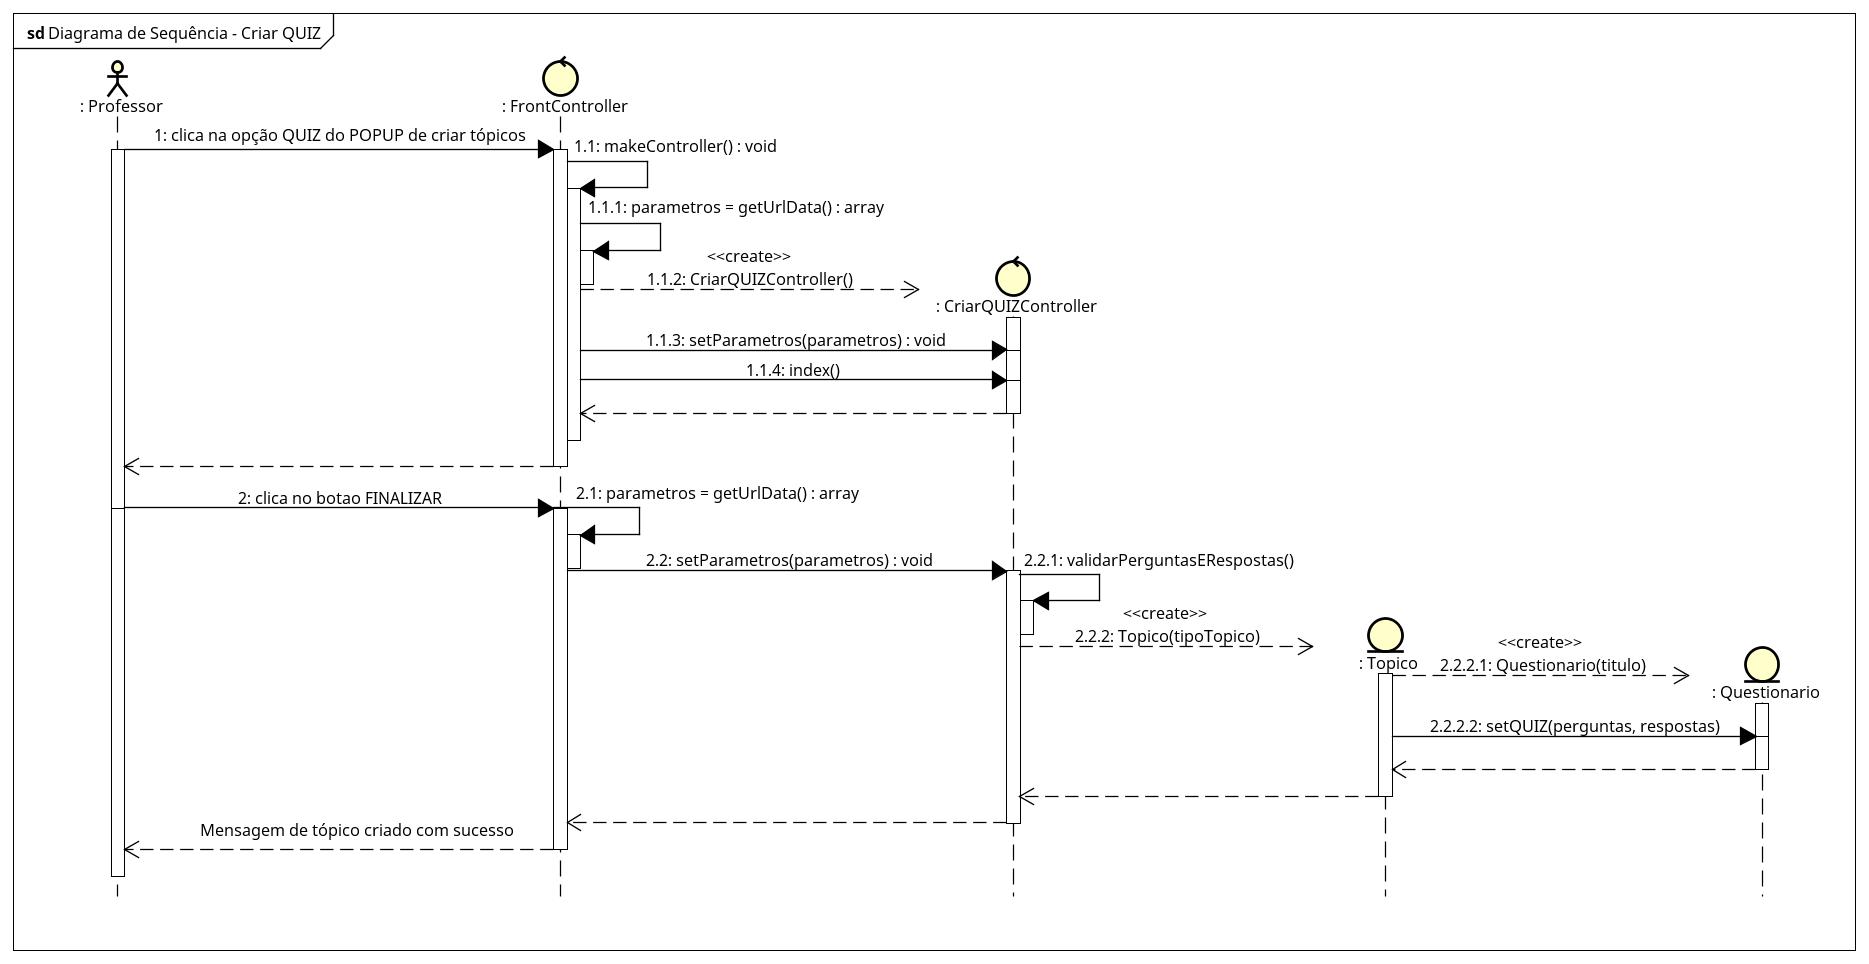 sd Diagrama de Sequência - Criar QUIZ
: Professor
: FrontController
1: clica na opção QUIZ do POPUP de criar tópicos
1.1: makeController() : void
1.1.1: parametros = getUrlData() : array
<<create>>
1.1.2: CriarQUIZController()
: CriarQUIZController
1.1.3: setParametros(parametros) : void
1.1.4: index()
2: clica no botao FINALIZAR
2.1: parametros = getUrlData() : array
2.2: setParametros(parametros) : void
2.2.1: validarPerguntasERespostas()
<<create>>
2.2.2: Topico(tipoTopico)
: Topico
<<create>>
2.2.2.1: Questionario(titulo)
: Questionario
2.2.2.2: setQUIZ(perguntas, respostas)
Mensagem de tópico criado com sucesso